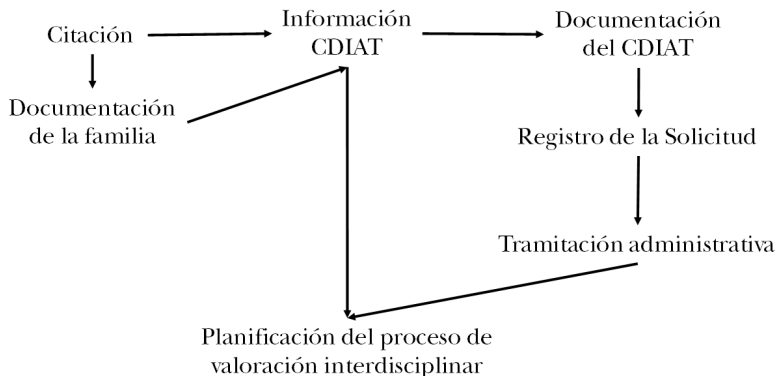 Citación
Información
CDIAT
Documentación
del CDIAT
Documentación
de la familia
Registro de la Solicitud
Tramitación administrativa
Planificación del proceso de
valoración interdisciplinar